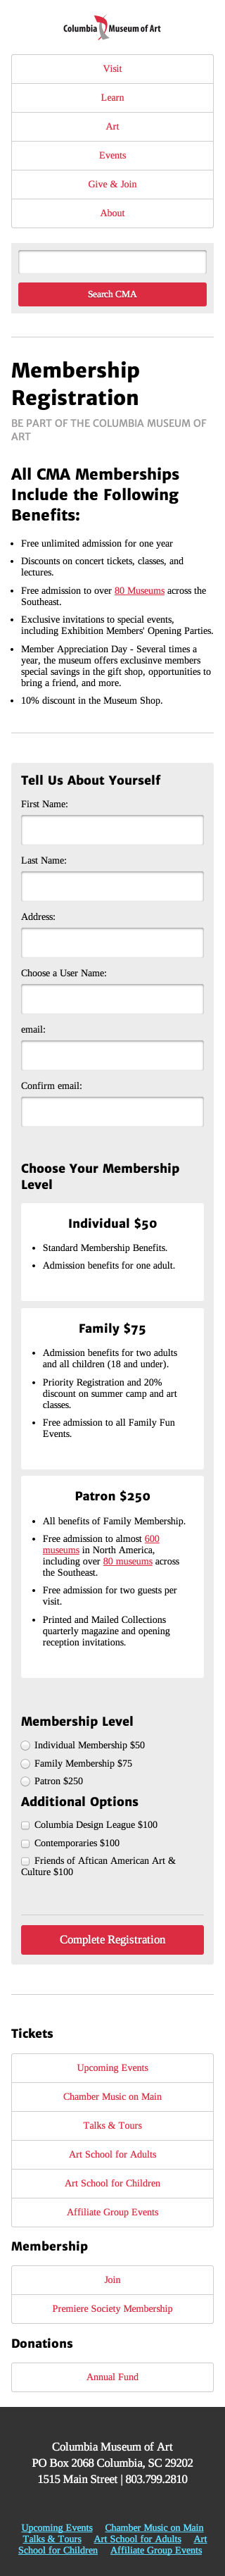 Columbia Museum of Art
Visit
Learn
Art
Events
Give & Join
About
Search CMA
Membership
Registration
BE PART OF THE COLUMBIA MUSEUM OF
ART
All CMA Memberships
Include the Following
Benefits:
Free unlimited admission for one year
Discounts on concert tickets, classes, and
lectures.
Free admission to over 80 Museums across the
Southeast.
Exclusive invitations to special events,
including Exhibition Members' Opening Parties.
Member Appreciation Day - Several times a
year, the museum offers exclusinve members
special savings in the gift shop, opportunities to
bring a friend, and more.
10% discount in the Museum Shop.
Tell Us About Yourself
First Name:
Last Name:
Address:
Choose a User Name:
email:
Confirm email:
Choose Your Membership
Level
Individual $50
Standard Membership Benefits.
Admission benefits for one adult.
Family $75
Admission benefits for two adults
and all children (18 and under).
Priority Registration and 20%
discount on summer camp and art
classes.
Free admission to all Family Fun
Events.
Patron $250
All benefits of Family Membership.
Free admission to almost 600
museums in North America,
including over 80 museums across
the Southeast.
Free admission for two guests per
visit.
Printed and Mailed Collections
quarterly magazine and opening
reception invitations.
Membership Level
Individual Membership $50
Family Membership $75
Patron $250
Additional Options
Columbia Design League $100
Contemporaries $100
Friends of Aftican American Art &
Culture $100
Complete Registration
Tickets
Upcoming Events
Chamber Music on Main
Talks & Tours
Art School for Adults
Art School for Children
Affiliate Group Events
Membership
Join
Premiere Society Membership
Donations
Annual Fund
Columbia Museum of Art
PO Box 2068 Columbia, SC 29202
1515 Main Street | 803.799.2810
Upcoming Events Chamber Music on Main
Talks & Tours Art School for Adults Art
School for Children Affiliate Group Events